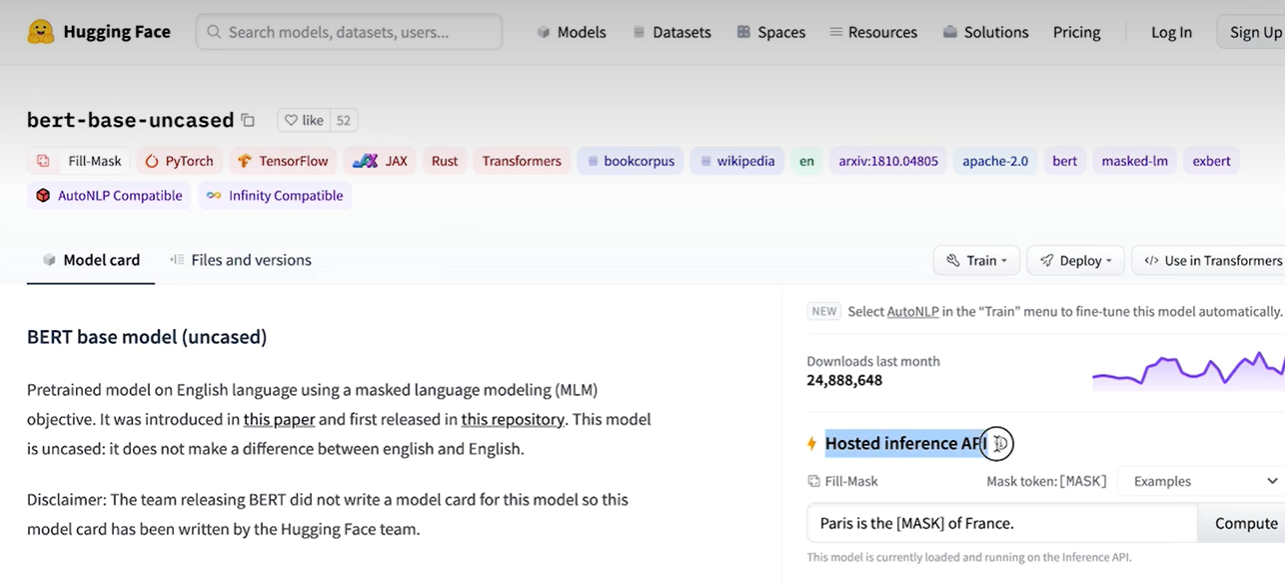 Hugging Face
Search models, datasets, users...
Models
Datasets
Spaces
Resources
Solutions
Pricing
Log In
Sign Up
bert-base-uncased
like 52
Fill-Mask
PyTorch
TensorFlow
JAX
Rust
Transformers
bookcorpus
wikipedia
en
arxiv:1810.04805
apache-2.0
bert
masked-lm
exbert
AutoNLP Compatible
Infinity Compatible
Model card
Files and versions
Train
Deploy
</> Use in Transformers
BERT base model (uncased)
Pretrained model on English language using a masked language modeling (MLM)
objective. It was introduced in this paper and first released in this repository. This model
is uncased: it does not make a difference between english and English.
Disclaimer: The team releasing BERT did not write a model card for this model so this
model card has been written by the Hugging Face team.
NEW Select AutoNLP in the “Train” menu to fine-tune this model automatically.
Downloads last month
24,888,648
Hosted inference API
Fill-Mask
Mask token: [MASK]
Examples
Paris is the [MASK] of France.
Compute
This model is currently loaded and running on the Inference API.